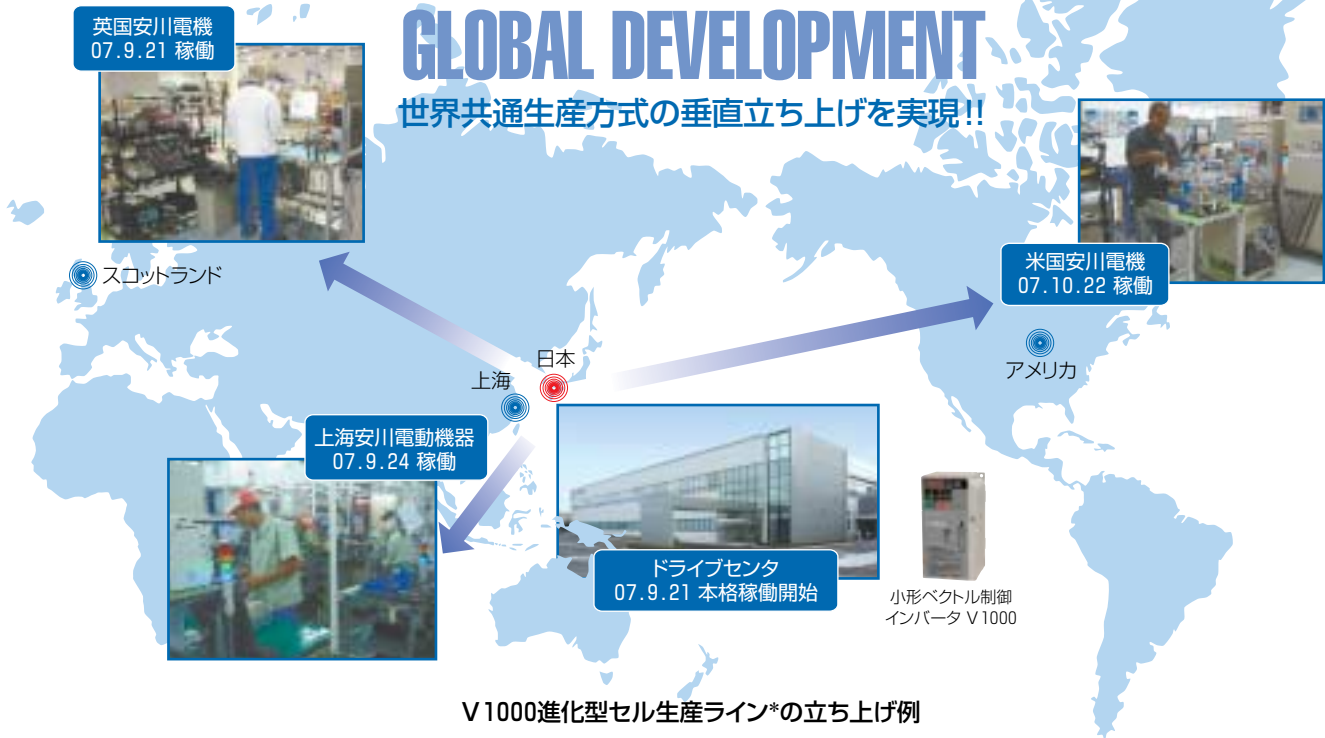 GLOBAL DEVELOPMENT
世界共通生産方式の垂直立ち上げを実現!!
英国安川電機
07.9.21 稼働
スコットランド
米国安川電機
07.10.22 稼働
アメリカ
日本
上海
上海安川電動機器
07.9.24 稼働
ドライブセンタ
07.9.21 本格稼働開始
小形ベクトル制御
インバータ V1000
V1000進化型セル生産ライン*の立ち上げ例